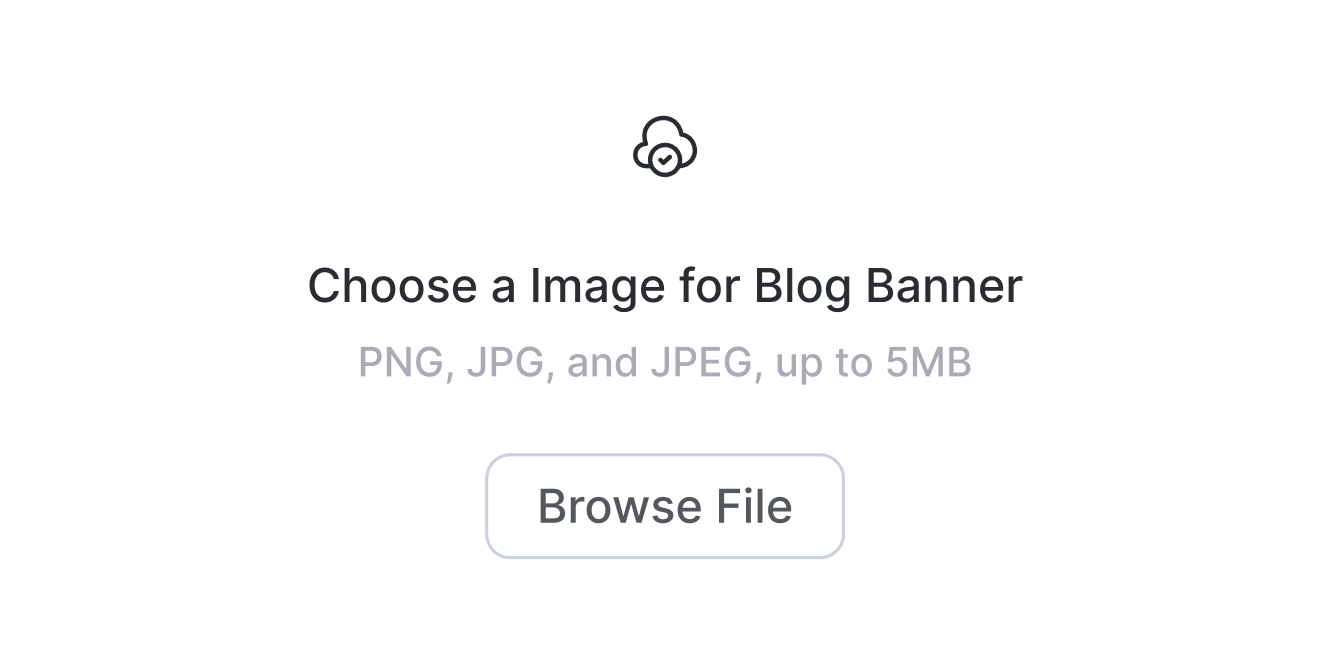 Choose a Image for Blog Banner
PNG, JPG, and JPEG, up to 5MB
Browse File